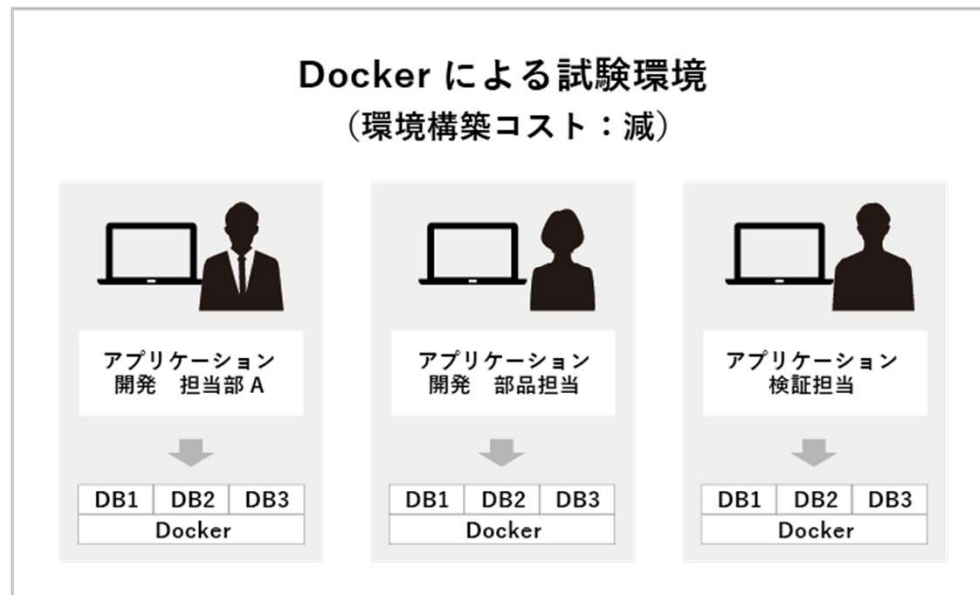 Docker による試験環境
（環境構築コスト：減）
アプリケーション
開発　担当部 A
DB1 DB2 DB3
Docker
アプリケーション
開発　部品担当
DB1 DB2 DB3
Docker
アプリケーション
検証担当
DB1 DB2 DB3
Docker